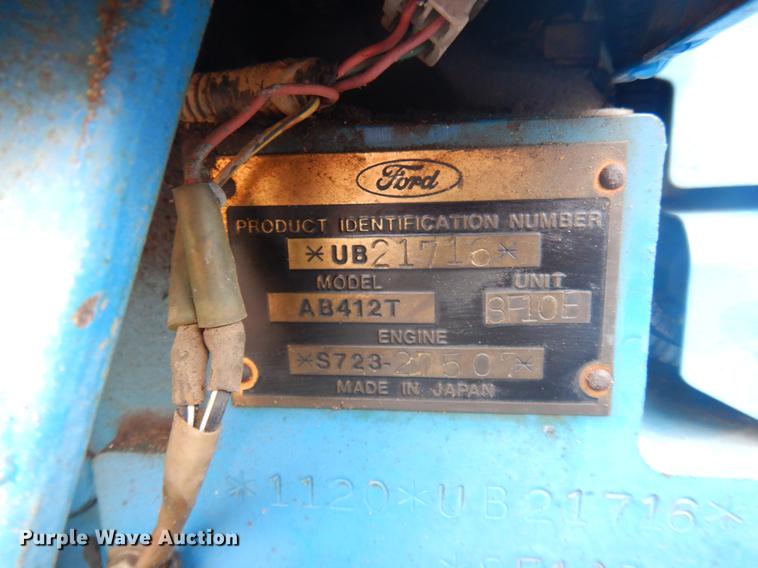 Ford
PRODUCT IDENTIFICATION NUMBER
*UB21716*
MODEL UNIT
AB412T 8F10B
ENGINE
*S723-27507*
MADE IN JAPAN
*1120*UB21716*
Purple Wave Auction